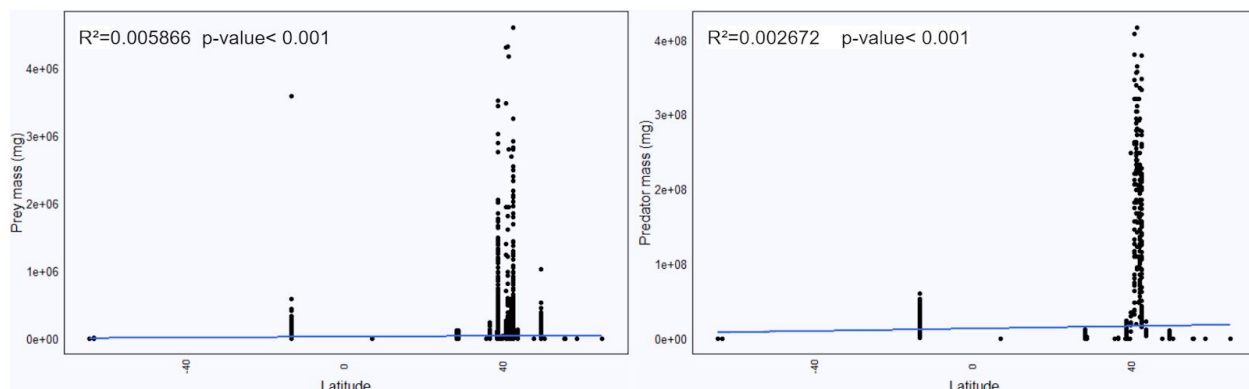 R²=0.005866 p-value< 0.001
Prey mass (mg)
4e+06
3e+06
2e+06
1e+06
0e+00
-40
0
40
Latitude
R²=0.002672 p-value< 0.001
Predator mass (mg)
4e+08
3e+08
2e+08
1e+08
0e+00
-40
0
40
Latitude